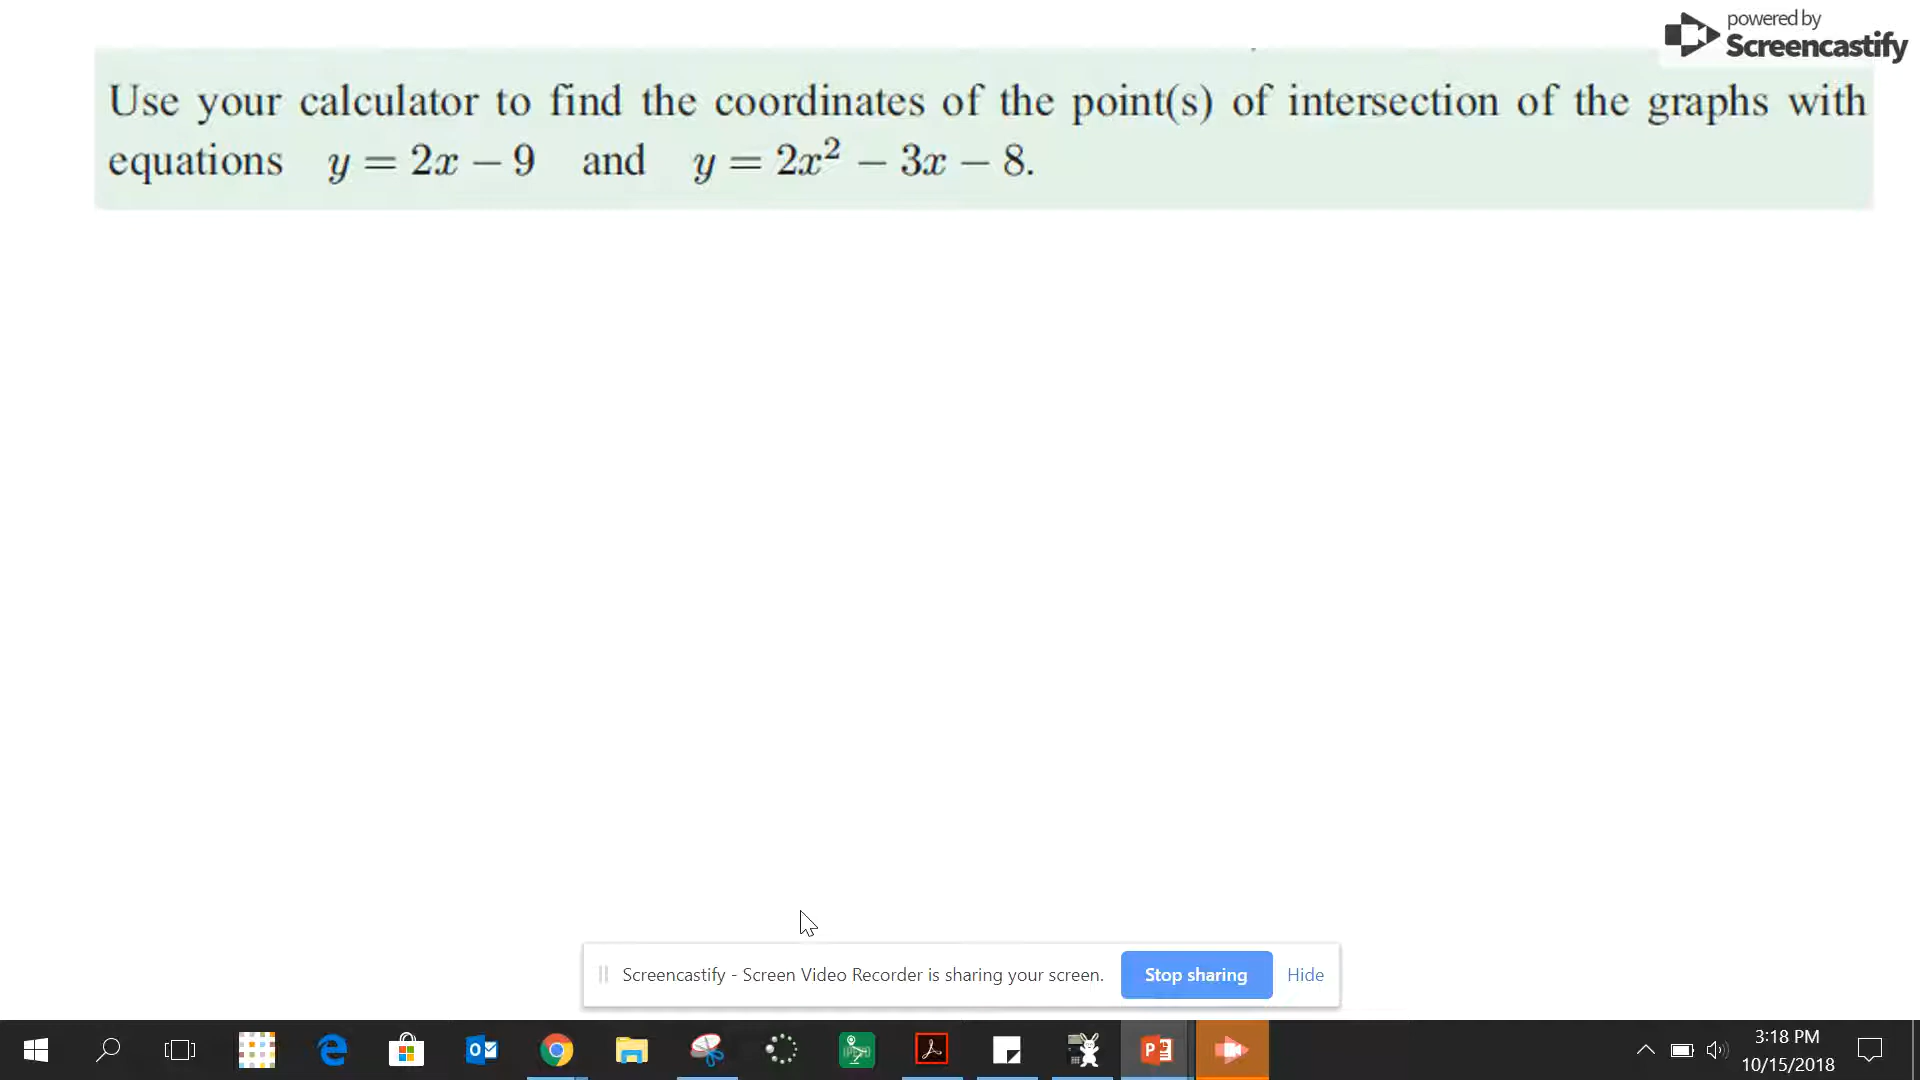 powered by
Screencastify
Use your calculator to find the coordinates of the point(s) of intersection of the graphs with
equations y = 2x − 9 and y = 2x² − 3x − 8.
Screencastify - Screen Video Recorder is sharing your screen. Stop sharing Hide
3:18 PM
10/15/2018